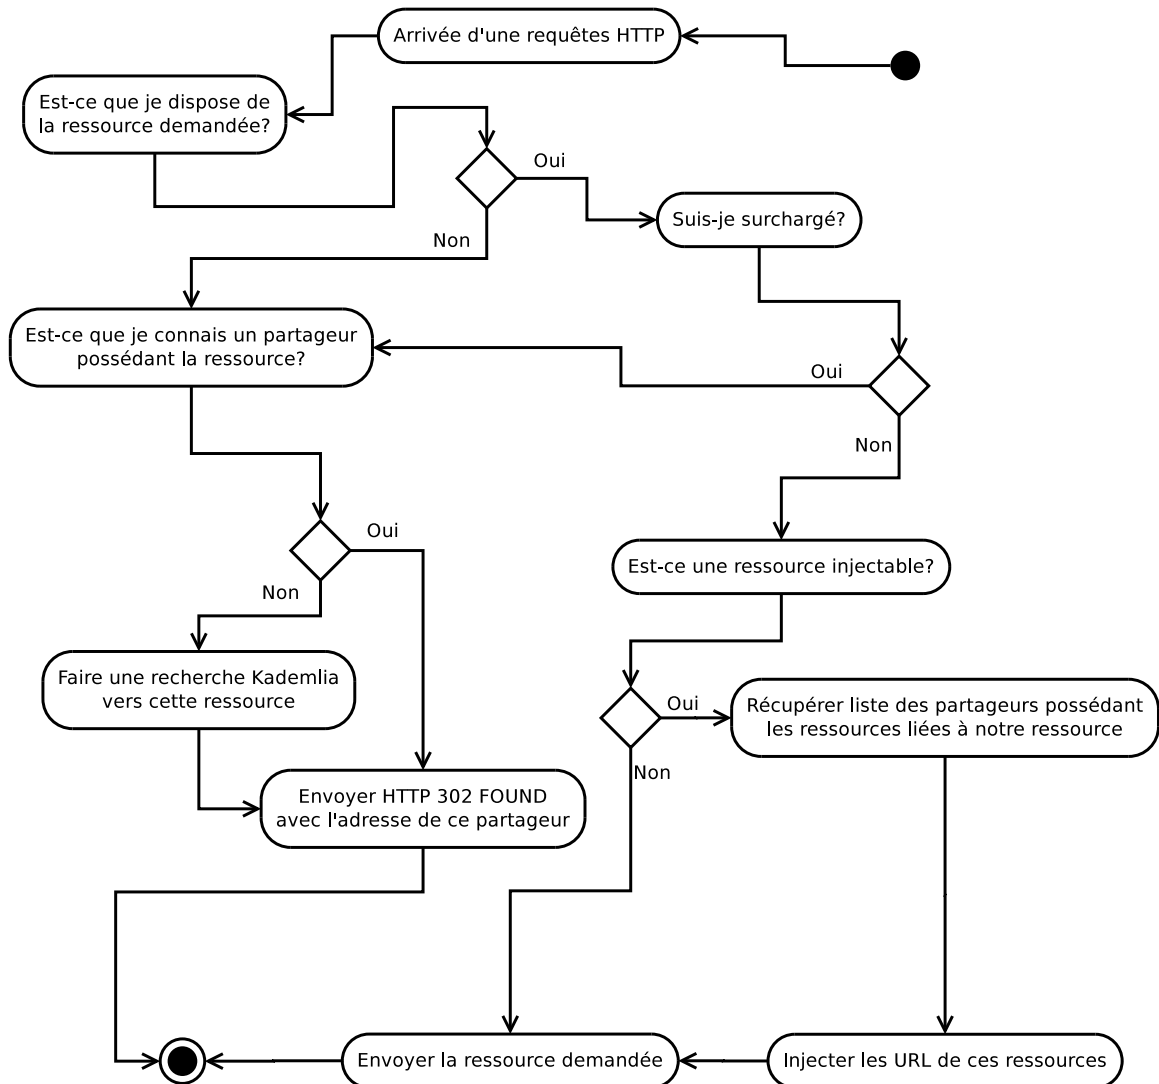 Arrivée d'une requêtes HTTP
Est-ce que je dispose de
la ressource demandée?
Oui
Suis-je surchargé?
Non
Est-ce que je connais un partageur
possédant la ressource?
Oui
Non
Oui
Est-ce une ressource injectable?
Non
Faire une recherche Kademlia
vers cette ressource
Oui
Récupérer liste des partageurs possédant
les ressources liées à notre ressource
Non
Envoyer HTTP 302 FOUND
avec l'adresse de ce partageur
Envoyer la ressource demandée
Injecter les URL de ces ressources